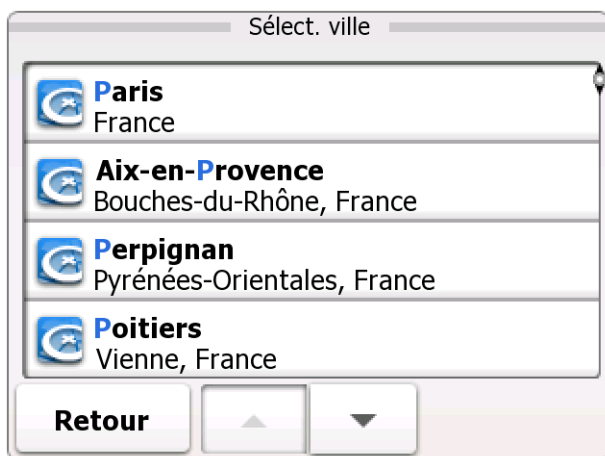 Sélect. ville
Paris
France
Aix-en-Provence
Bouches-du-Rhône, France
Perpignan
Pyrénées-Orientales, France
Poitiers
Vienne, France
Retour